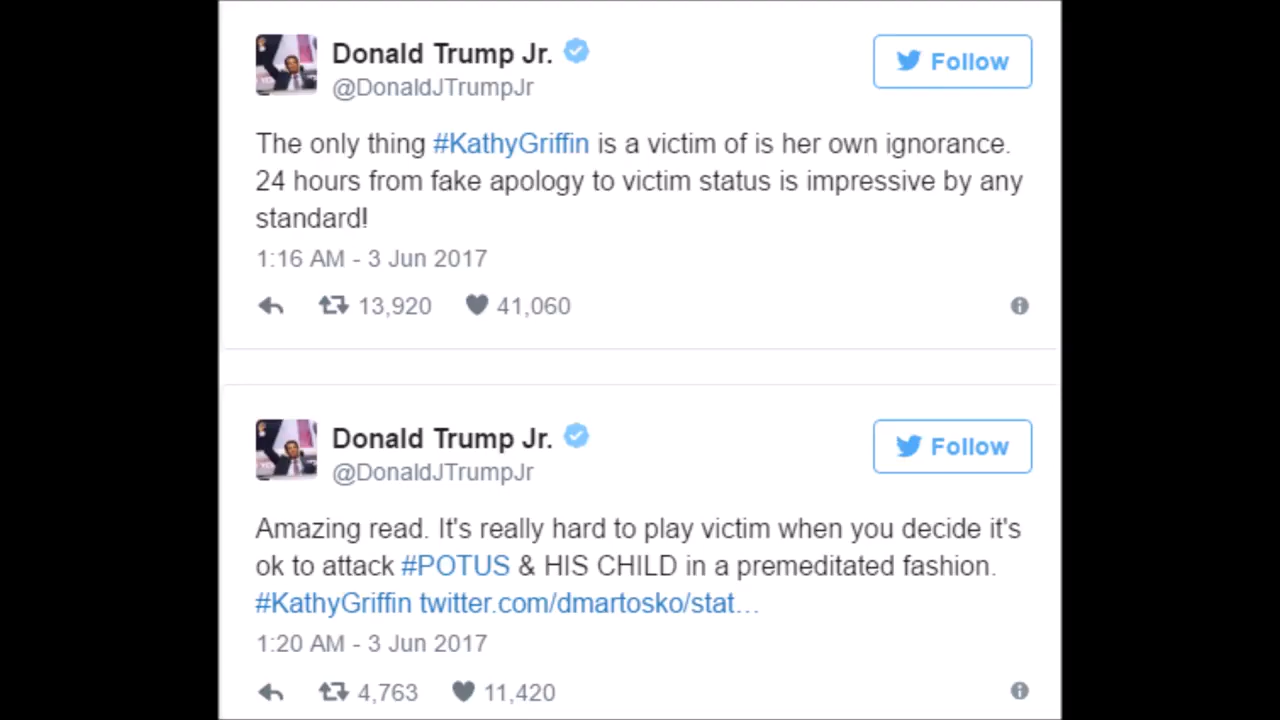 Donald Trump Jr.
@DonaldJTrumpJr
Follow
The only thing #KathyGriffin is a victim of is her own ignorance.
24 hours from fake apology to victim status is impressive by any
standard!
1:16 AM - 3 Jun 2017
13,920 41,060
Donald Trump Jr.
@DonaldJTrumpJr
Follow
Amazing read. It's really hard to play victim when you decide it's
ok to attack #POTUS & HIS CHILD in a premeditated fashion.
#KathyGriffin twitter.com/dmartosko/stat…
1:20 AM - 3 Jun 2017
4,763 11,420